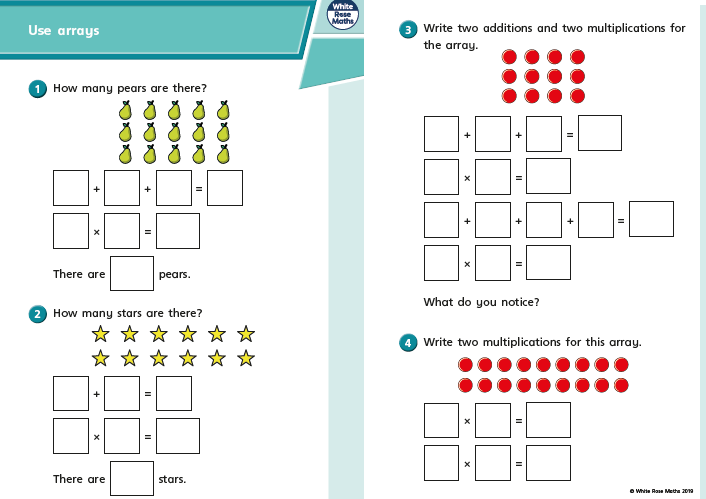 Use arrays
White
Rose
Maths
1 How many pears are there?
+ + =
× =
There are pears.
2 How many stars are there?
+ =
× =
There are stars.
3 Write two additions and two multiplications for
the array.
+ + =
× =
+ + + =
× =
What do you notice?
4 Write two multiplications for this array.
× =
× =
© White Rose Maths 2019